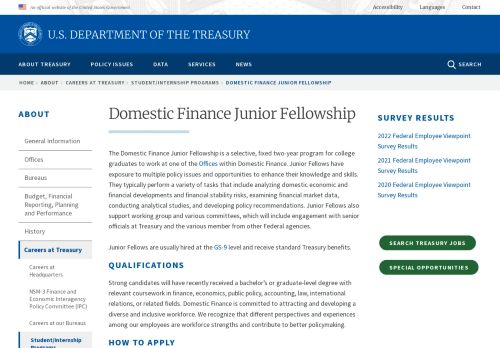 An official website of the United States Government
Accessibility Languages Contact
U.S. DEPARTMENT OF THE TREASURY
ABOUT TREASURY POLICY ISSUES DATA SERVICES NEWS SEARCH
HOME › ABOUT › CAREERS AT TREASURY › STUDENT/INTERNSHIP PROGRAMS › DOMESTIC FINANCE JUNIOR FELLOWSHIP
ABOUT
General Information
Offices
Bureaus
Budget, Financial
Reporting, Planning
and Performance
History
Careers at Treasury
Careers at
Headquarters
NSM-3 Finance and
Economic Interagency
Policy Committee (IPC)
Careers at our Bureaus
Student/Internship
Programs
Domestic Finance Junior Fellowship
The Domestic Finance Junior Fellowship is a selective, fixed two-year program for college
graduates to work at one of the Offices within Domestic Finance. Junior Fellows have
exposure to multiple policy issues and opportunities to enhance their knowledge and skills.
They typically perform a variety of tasks that include analyzing domestic economic and
financial developments and financial stability risks, examining financial market data,
conducting analytical studies, and developing policy recommendations. Junior Fellows also
support working group and various committees, which will include engagement with senior
officials at Treasury and the various member from other Federal agencies.
Junior Fellows are usually hired at the GS-9 level and receive standard Treasury benefits.
QUALIFICATIONS
Strong candidates will have recently received a bachelor's or graduate-level degree with
relevant coursework in finance, economics, public policy, accounting, law, international
relations, or related fields. Domestic Finance is committed to attracting and developing a
diverse and inclusive workforce. We recognize that different perspectives and experiences
among our employees are workforce strengths and contribute to better policymaking.
HOW TO APPLY
SURVEY RESULTS
2022 Federal Employee Viewpoint
Survey Results
2021 Federal Employee Viewpoint
Survey Results
2020 Federal Employee Viewpoint
Survey Results
SEARCH TREASURY JOBS
SPECIAL OPPORTUNITIES